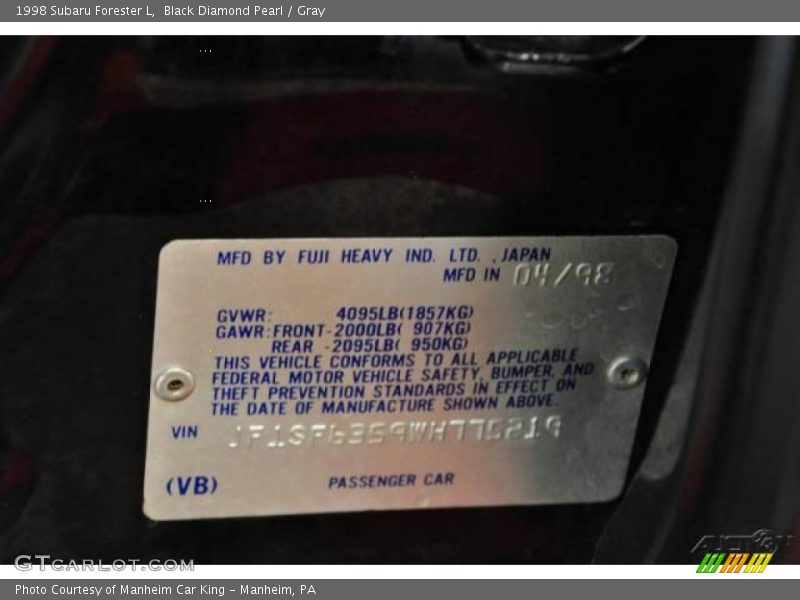 1998 Subaru Forester L, Black Diamond Pearl / Gray
MFD BY FUJI HEAVY IND. LTD. , JAPAN
MFD IN 04/98
GVWR: 4095LB(1857KG)
GAWR:FRONT-2000LB( 907KG)
REAR -2095LB( 950KG)
THIS VEHICLE CONFORMS TO ALL APPLICABLE
FEDERAL MOTOR VEHICLE SAFETY, BUMPER, AND
THEFT PREVENTION STANDARDS IN EFFECT ON
THE DATE OF MANUFACTURE SHOWN ABOVE.
VIN JF1SF6359WH775219
(VB) PASSENGER CAR
GTCARLOT.COM
Photo Courtesy of Manheim Car King – Manheim, PA